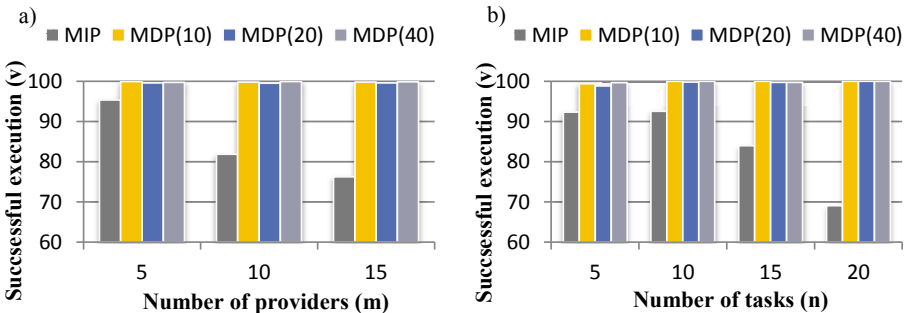 a)
MIP MDP(10) MDP(20) MDP(40)
Succsessful execution (v)
100
90
80
70
60
5 10 15
Number of providers (m)
b)
MIP MDP(10) MDP(20) MDP(40)
Succsessful execution (v)
100
90
80
70
60
5 10 15 20
Number of tasks (n)